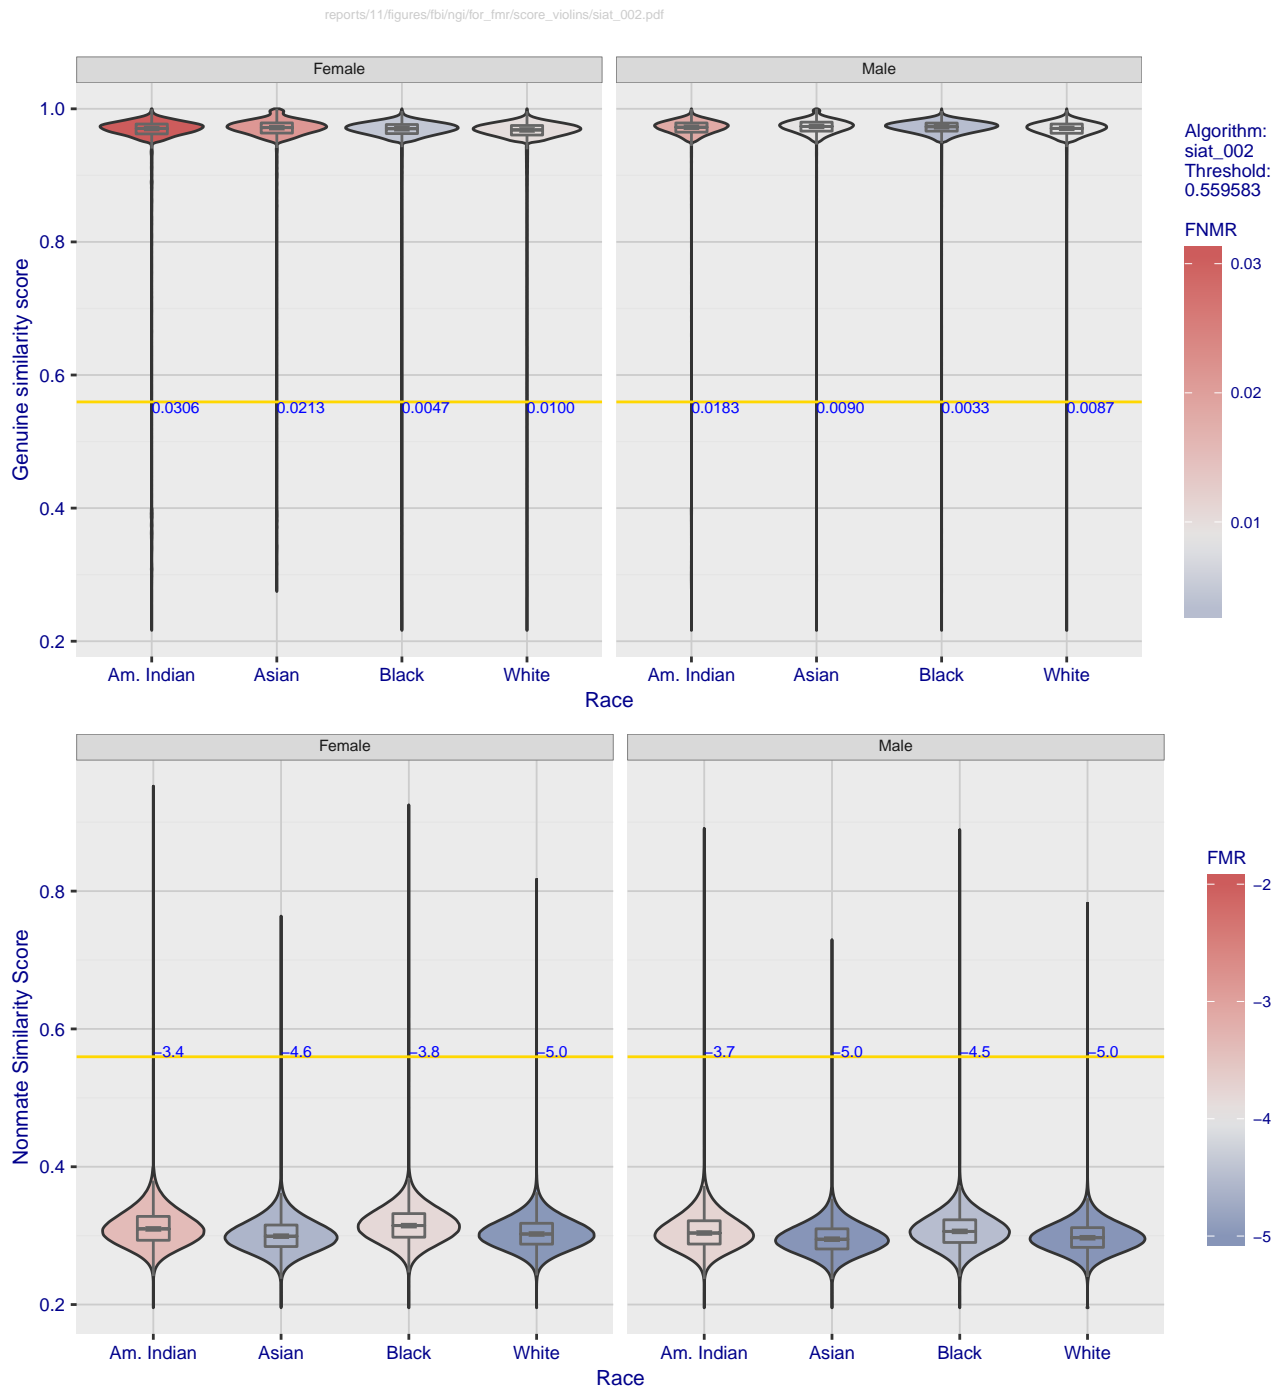 reports/11/figures/fbi/ngi/for_fmr/score_violins/siat_002.pdf
Female
Male
Genuine similarity score
1.0
0.8
0.6
0.4
0.2
0.0306
0.0213
0.0047
0.0100
0.0183
0.0090
0.0033
0.0087
Am. Indian
Asian
Black
White
Am. Indian
Asian
Black
White
Race
Algorithm:
siat_002
Threshold:
0.559583
FNMR
0.03
0.02
0.01
Female
Male
Nonmate Similarity Score
0.8
0.6
0.4
0.2
−3.4
−4.6
−3.8
−5.0
−3.7
−5.0
−4.5
−5.0
Am. Indian
Asian
Black
White
Am. Indian
Asian
Black
White
Race
FMR
−2
−3
−4
−5